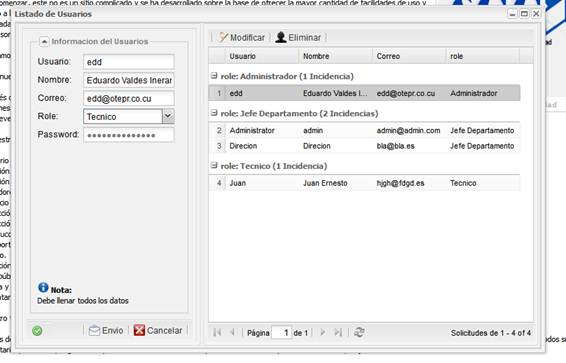 omenzar, este no es un sitio complicado y se ha desarrollado sobre la base de ofrecer la mayor cantidad de facilidades de uso y
Listado de Usuarios
Informacion del Usuarios
Usuario: edd
Nombre: Eduardo Valdes Inerar
Correo: edd@otepr.co.cu
Role: Tecnico
Password: •••••••••••••
Nota:
Debe llenar todos los datos
Envio Cancelar
Modificar Eliminar
Usuario Nombre Correo role
role: Administrador (1 Incidencia)
1 edd Eduardo Valdes I... edd@otepr.co.cu Administrador
role: Jefe Departamento (2 Incidencias)
2 Administrator admin admin@admin.com Jefe Departamento
3 Direcion Direcion bla@bla.es Jefe Departamento
role: Tecnico (1 Incidencia)
4 Juan Juan Ernesto hjgh@fdgd.es Tecnico
Página 1 de 1
Solicitudes de 1 - 4 of 4